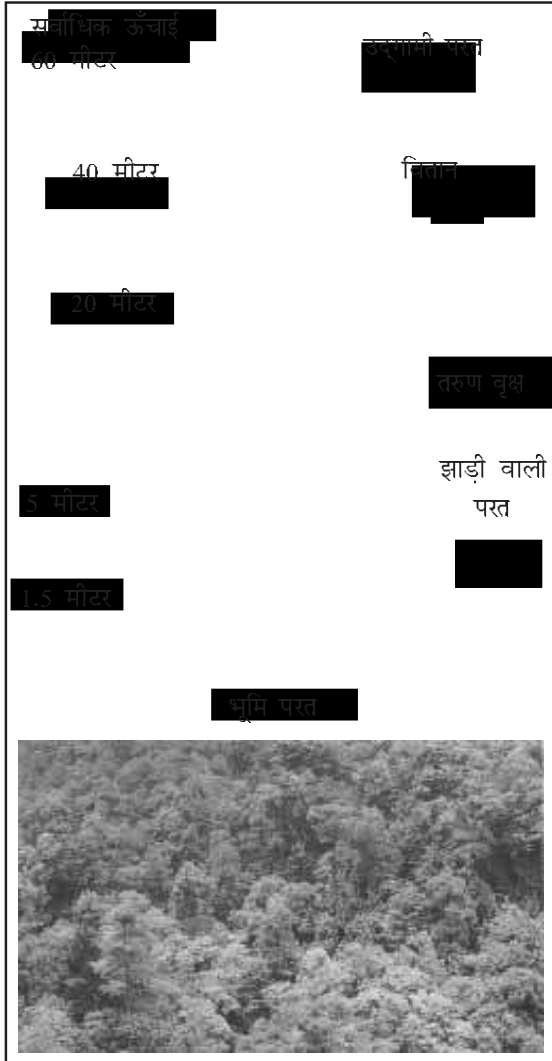 सर्वाधिक ऊँचाई
60 मीटर
उद्गामी परत
40 मीटर
वितान
20 मीटर
तरुण वृक्ष
झाड़ी वाली
परत
5 मीटर
1.5 मीटर
भूमि परत